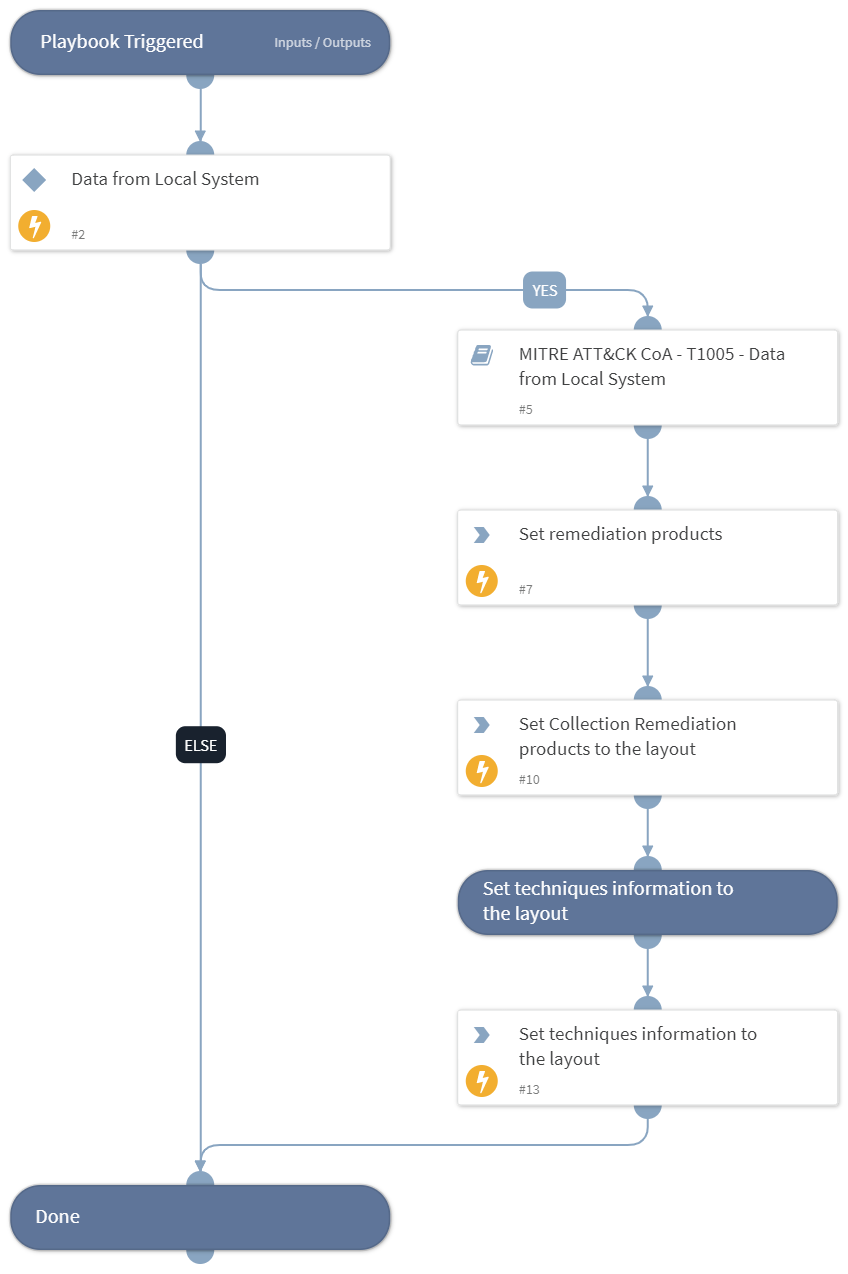 Playbook Triggered
Inputs / Outputs
Data from Local System
#2
YES
MITRE ATT&CK CoA - T1005 - Data
from Local System
#5
Set remediation products
#7
Set Collection Remediation
products to the layout
#10
ELSE
Set techniques information to
the layout
Set techniques information to
the layout
#13
Done